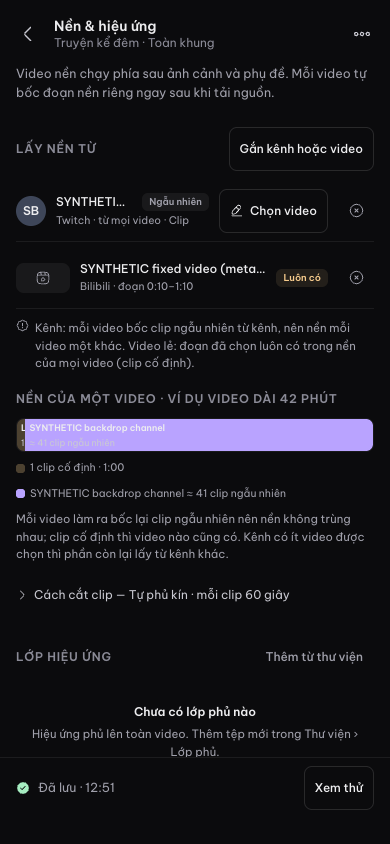 Nền & hiệu ứng
Truyện kể đêm · Toàn khung
Video nền chạy phía sau ảnh cảnh và phụ đề. Mỗi video tự
bốc đoạn nền riêng ngay sau khi tải nguồn.
LẤY NỀN TỪ
Gắn kênh hoặc video
SB
SYNTHETI...
Ngẫu nhiên
Twitch · từ mọi video · Clip
Chọn video
SYNTHETIC fixed video (meta...
Bilibili · đoạn 0:10–1:10
Luôn có
Kênh: mỗi video bốc clip ngẫu nhiên từ kênh, nên nền mỗi
video một khác. Video lẻ: đoạn đã chọn luôn có trong nền
của mọi video (clip cố định).
NỀN CỦA MỘT VIDEO · VÍ DỤ VIDEO DÀI 42 PHÚT
L SYNTHETIC backdrop channel
1 ≈ 41 clip ngẫu nhiên
1 clip cố định · 1:00
SYNTHETIC backdrop channel ≈ 41 clip ngẫu nhiên
Mỗi video làm ra bốc lại clip ngẫu nhiên nên nền không trùng
nhau; clip cố định thì video nào cũng có. Kênh có ít video được
chọn thì phần còn lại lấy từ kênh khác.
Cách cắt clip — Tự phủ kín · mỗi clip 60 giây
LỚP HIỆU ỨNG
Thêm từ thư viện
Chưa có lớp phủ nào
Hiệu ứng phủ lên toàn video. Thêm tệp mới trong Thư viện ›
Lớp phủ.
Đã lưu · 12:51
Xem thử